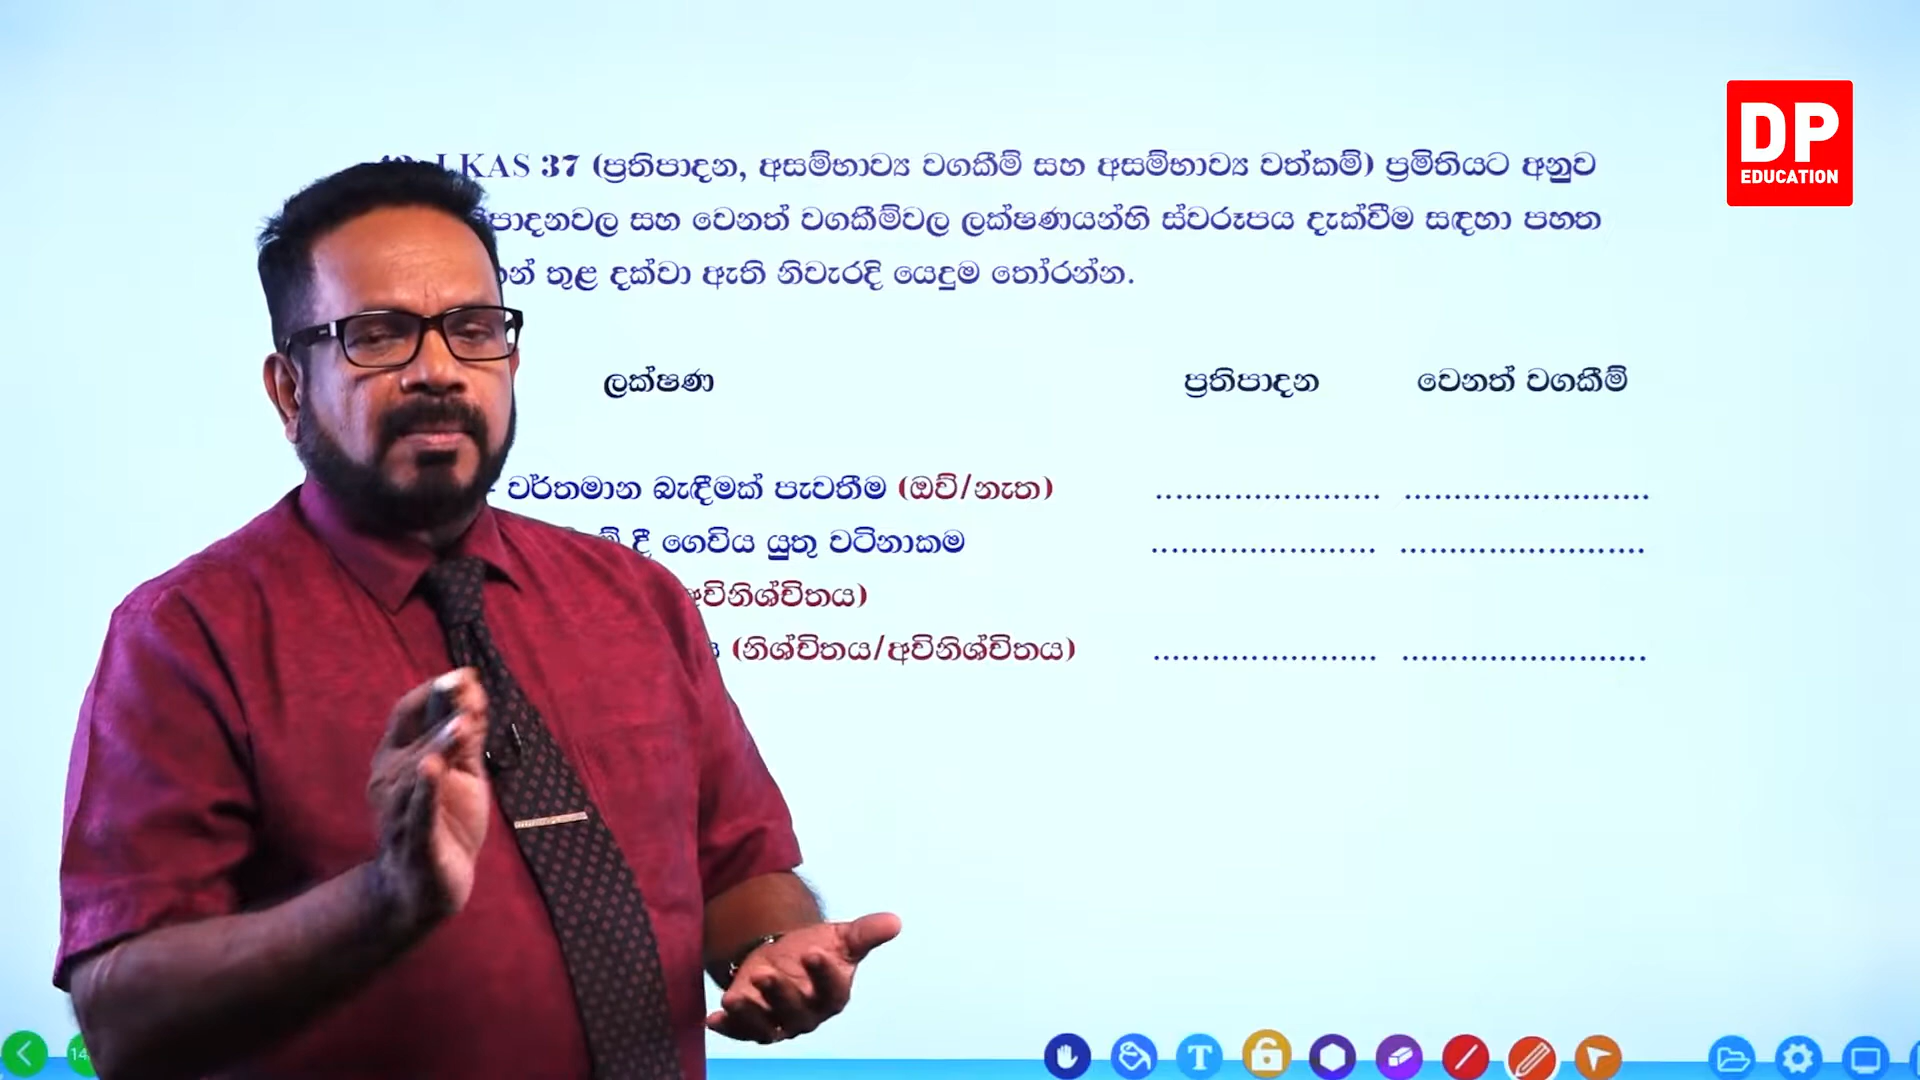 DP
EDUCATION
LKAS 37 (ප්‍රතිපාදන, අසම්භාව්‍ය වගකීම් සහ අසම්භාව්‍ය වත්කම්) ප්‍රමිතියට අනුව
සහ වෙනත් වගකීම්වල ලක්ෂණයන්හි ස්වරූපය දැක්වීම සඳහා පහත
තුළ දක්වා ඇති නිවැරදි යෙදුම තෝරන්න.
ලක්ෂණ ප්‍රතිපාදන වෙනත් වගකීම්
වර්තමාන බැඳීමක් පැවතීම (ඔව්/නැත) ........................ ........................
දී ගෙවිය යුතු වටිනාකම ........................ ........................
අවිනිශ්චිතය)
(නිශ්චිතය/අවිනිශ්චිතය) ........................ ........................
T